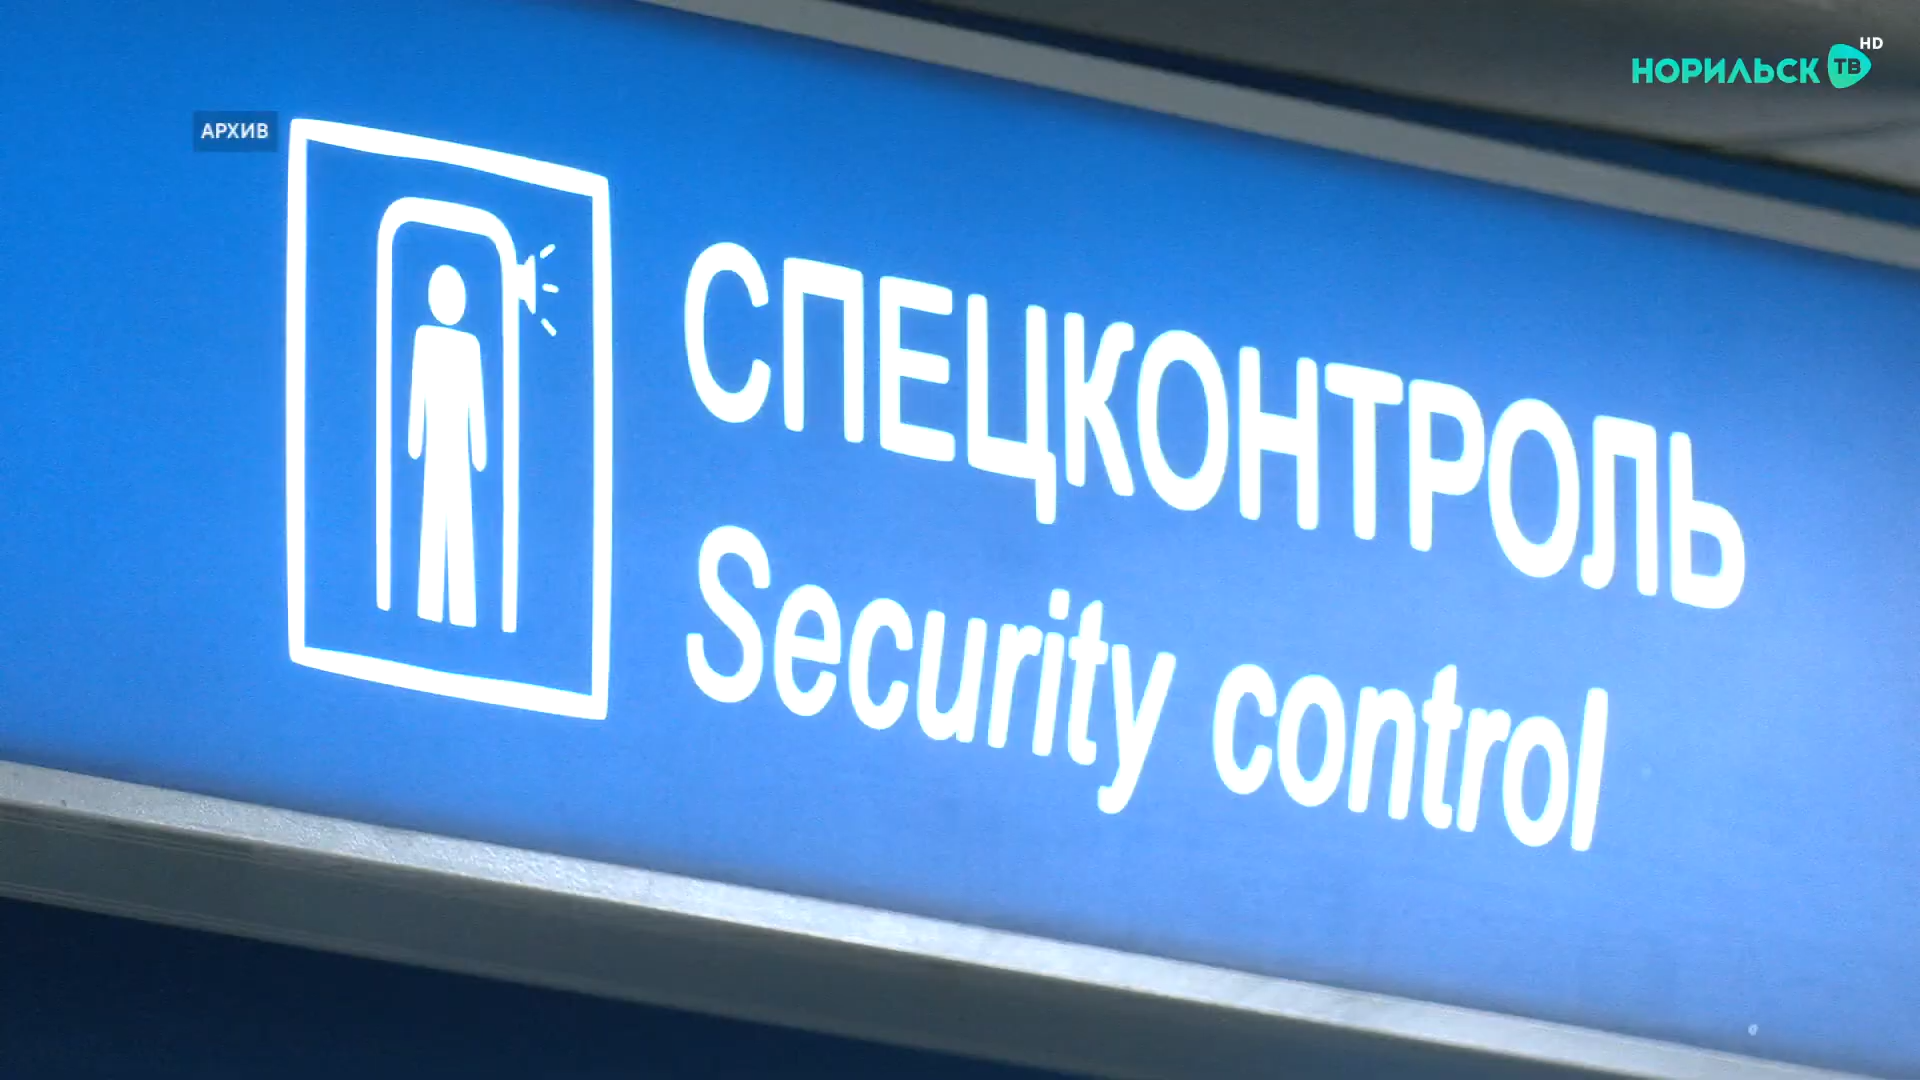 НОРИЛЬСК ТВ HD
АРХИВ
СПЕЦКОНТРОЛЬ
Security control